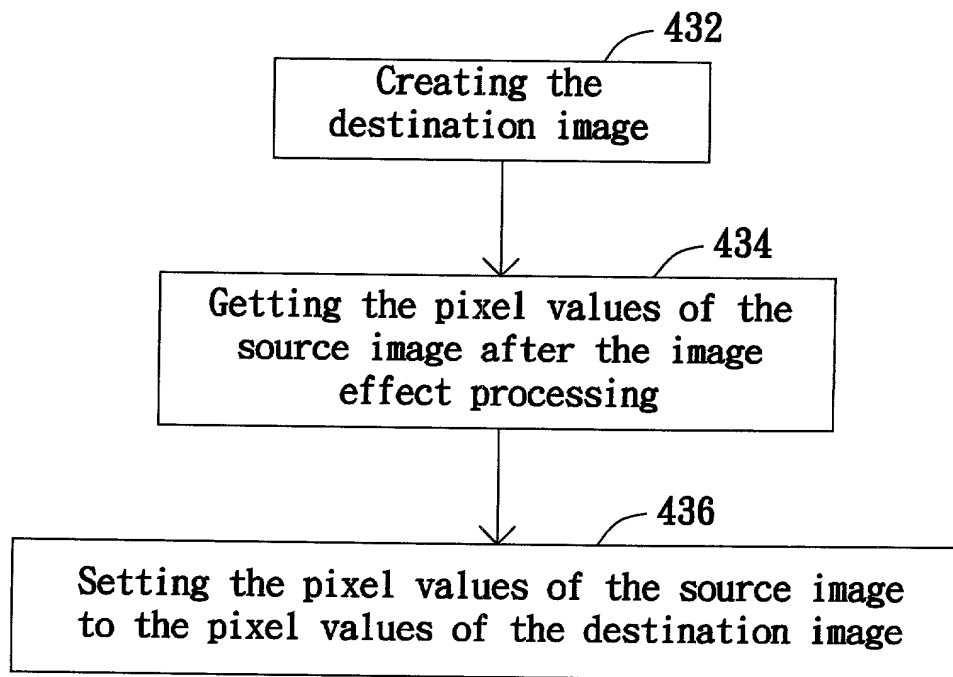 432
Creating the
destination image
434
Getting the pixel values of the
source image after the image
effect processing
436
Setting the pixel values of the source image
to the pixel values of the destination image